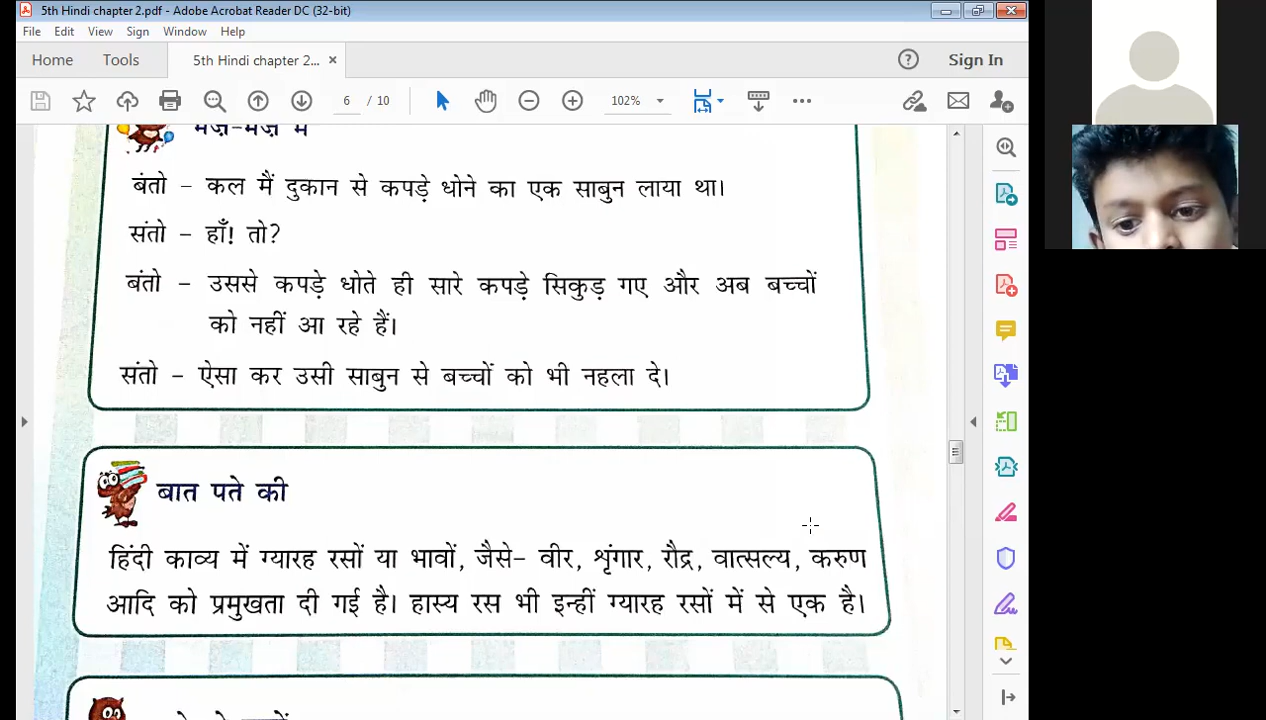 5th Hindi chapter 2.pdf - Adobe Acrobat Reader DC (32-bit)
File Edit View Sign Window Help
Home Tools 5th Hindi chapter 2... × Sign In
6 / 10 102%
मज़े-मज़े में
बंतो – कल मैं दुकान से कपड़े धोने का एक साबुन लाया था।
संतो – हाँ! तो?
बंतो – उससे कपड़े धोते ही सारे कपड़े सिकुड़ गए और अब बच्चों
को नहीं आ रहे हैं।
संतो – ऐसा कर उसी साबुन से बच्चों को भी नहला दे।
बात पते की
हिंदी काव्य में ग्यारह रसों या भावों, जैसे– वीर, शृंगार, रौद्र, वात्सल्य, करुण
आदि को प्रमुखता दी गई है। हास्य रस भी इन्हीं ग्यारह रसों में से एक है।